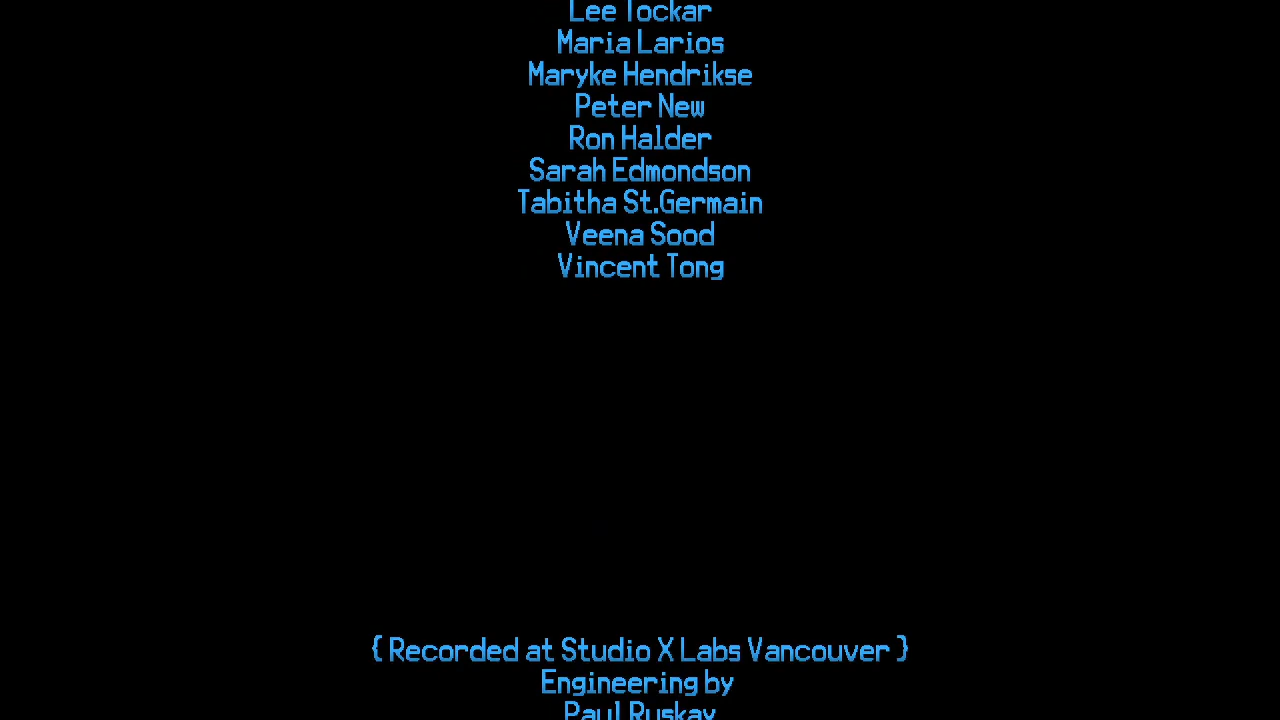 Lee Tockar
Maria Larios
Maryke Hendrikse
Peter New
Ron Halder
Sarah Edmondson
Tabitha St.Germain
Veena Sood
Vincent Tong
{ Recorded at Studio X Labs Vancouver }
Engineering by
Paul Ruskay